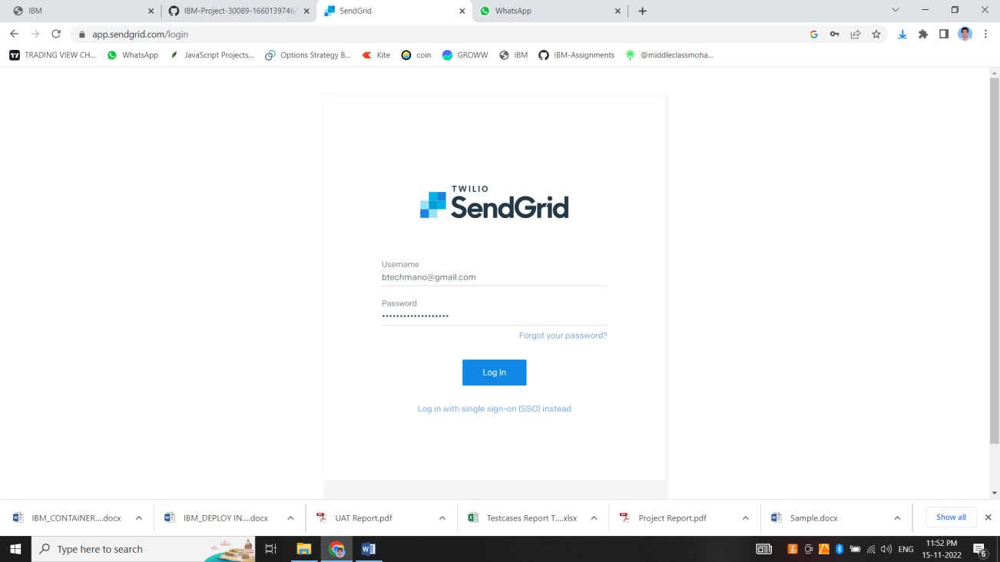 IBM
IBM-Project-30089-1660139746/
SendGrid
WhatsApp
app.sendgrid.com/login
TRADING VIEW CH...
WhatsApp
JavaScript Projects...
Options Strategy B...
Kite
coin
GROWW
IBM
IBM-Assignments
@middleclassmoha...
TWILIO
SendGrid
Username
btechmano@gmail.com
Password
Forgot your password?
Log In
Log in with single sign-on (SSO) instead
IBM_CONTAINER....docx
IBM_DEPLOY IN....docx
UAT Report.pdf
Testcases Report T....xlsx
Project Report.pdf
Sample.docx
Show all
Type here to search
ENG
11:52 PM
15-11-2022
6